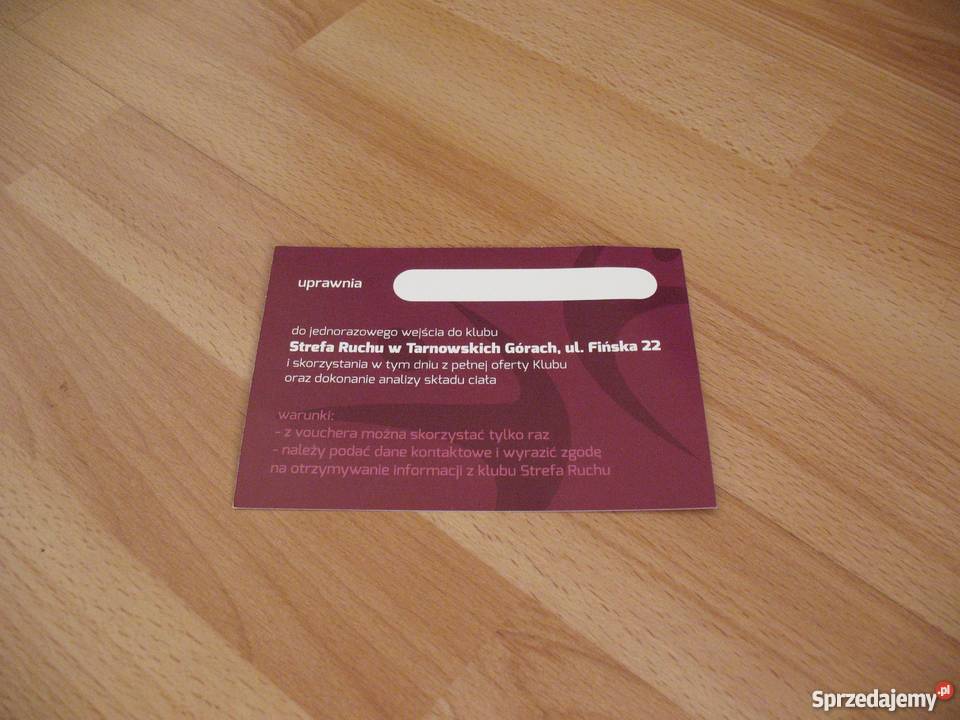 uprawnia
do jednorazowego wejścia do klubu
Strefa Ruchu w Tarnowskich Górach, ul. Fińska 22
i skorzystania w tym dniu z pełnej oferty Klubu
oraz dokonanie analizy składu ciała
warunki:
- z vouchera można skorzystać tylko raz
- należy podać dane kontaktowe i wyrazić zgodę
na otrzymywanie informacji z klubu Strefa Ruchu
Sprzedajemy.pl